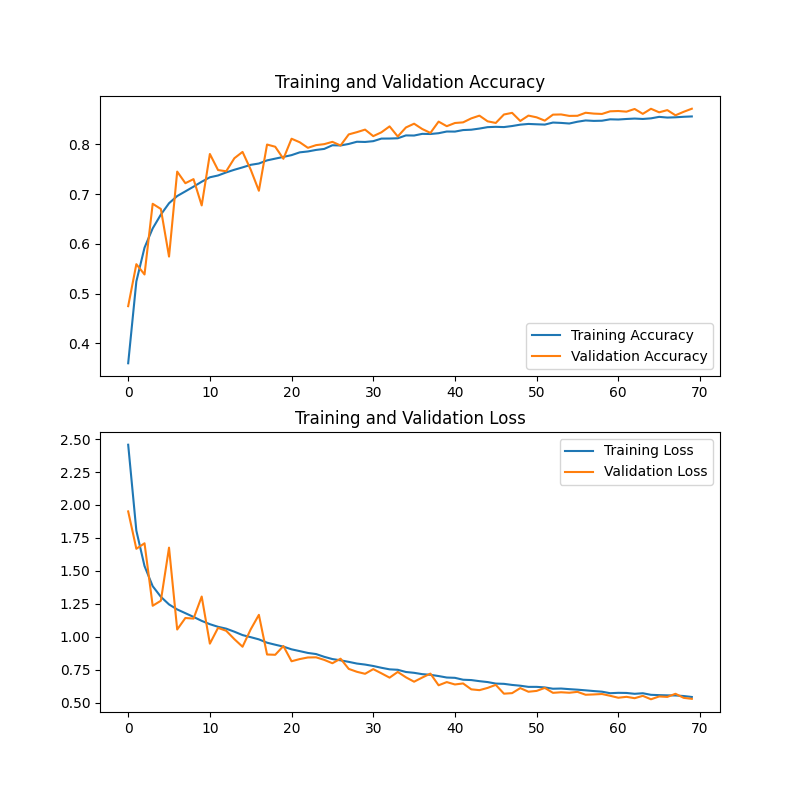 Training and Validation Accuracy
0.8
0.7
0.6
0.5
0.4
Training Accuracy
Validation Accuracy
0 10 20 30 40 50 60 70
Training and Validation Loss
2.50
2.25
2.00
1.75
1.50
1.25
1.00
0.75
0.50
Training Loss
Validation Loss
0 10 20 30 40 50 60 70